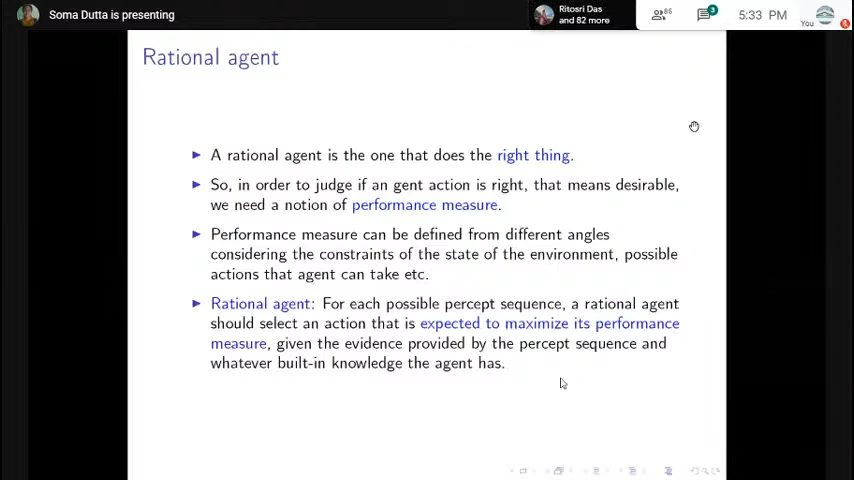 Soma Dutta is presenting
Ritosri Das
and 82 more
85
3
5:33 PM
You
Rational agent
A rational agent is the one that does the right thing.
So, in order to judge if an gent action is right, that means desirable,
we need a notion of performance measure.
Performance measure can be defined from different angles
considering the constraints of the state of the environment, possible
actions that agent can take etc.
Rational agent: For each possible percept sequence, a rational agent
should select an action that is expected to maximize its performance
measure, given the evidence provided by the percept sequence and
whatever built-in knowledge the agent has.